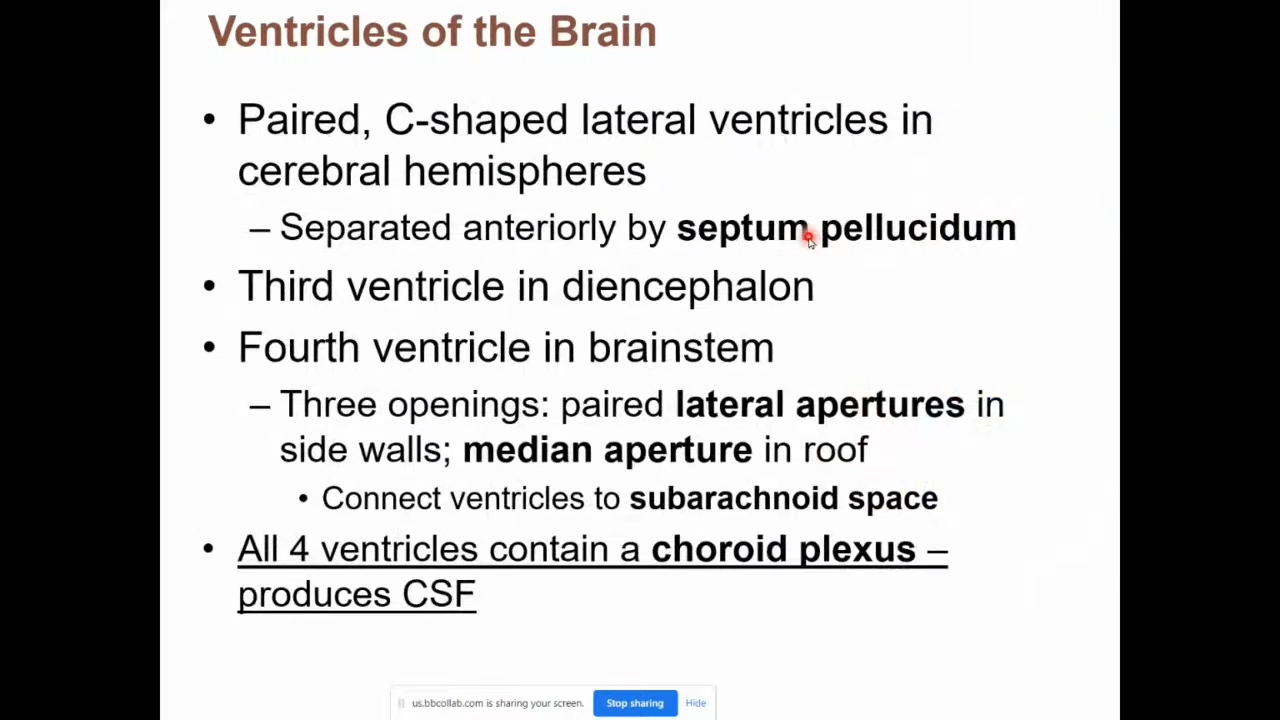 Ventricles of the Brain
• Paired, C-shaped lateral ventricles in
cerebral hemispheres
– Separated anteriorly by septum pellucidum
• Third ventricle in diencephalon
• Fourth ventricle in brainstem
– Three openings: paired lateral apertures in
side walls; median aperture in roof
• Connect ventricles to subarachnoid space
• All 4 ventricles contain a choroid plexus –
produces CSF
us.bbcollab.com is sharing your screen. Stop sharing Hide